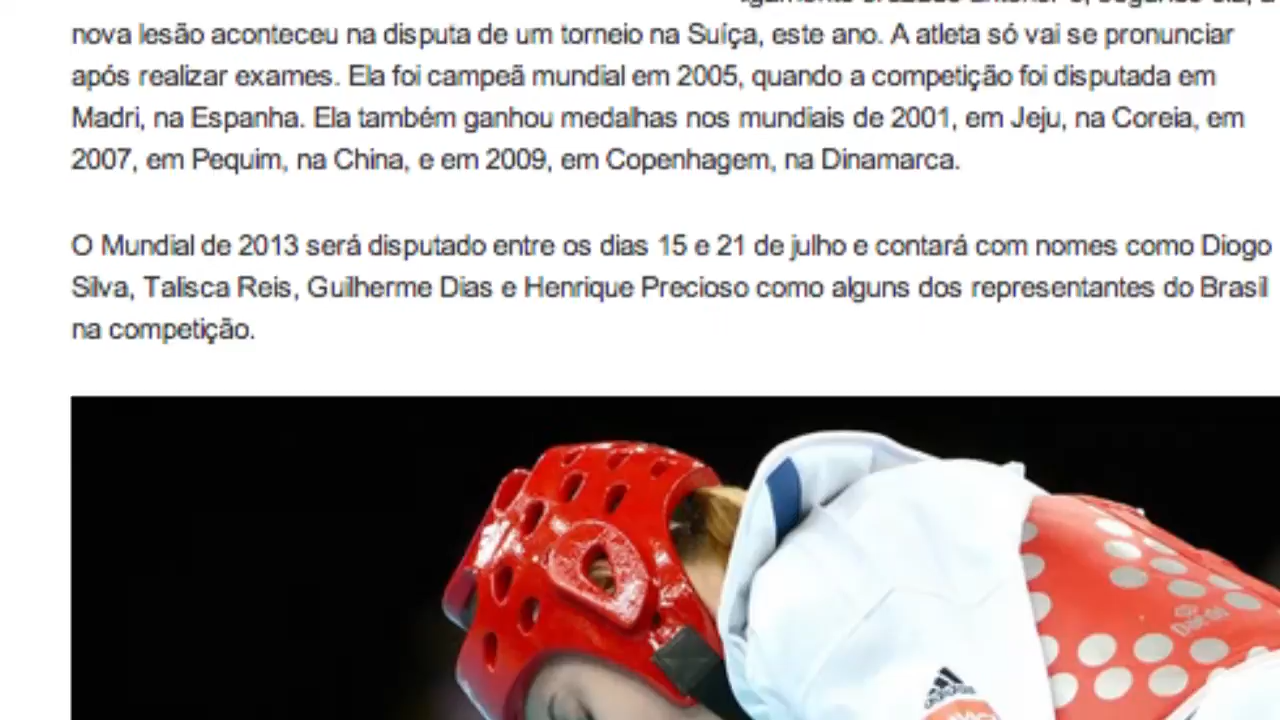 nova lesão aconteceu na disputa de um torneio na Suíça, este ano. A atleta só vai se pronunciar
após realizar exames. Ela foi campeã mundial em 2005, quando a competição foi disputada em
Madri, na Espanha. Ela também ganhou medalhas nos mundiais de 2001, em Jeju, na Coreia, em
2007, em Pequim, na China, e em 2009, em Copenhagem, na Dinamarca.
O Mundial de 2013 será disputado entre os dias 15 e 21 de julho e contará com nomes como Diogo
Silva, Talisca Reis, Guilherme Dias e Henrique Precioso como alguns dos representantes do Brasil
na competição.